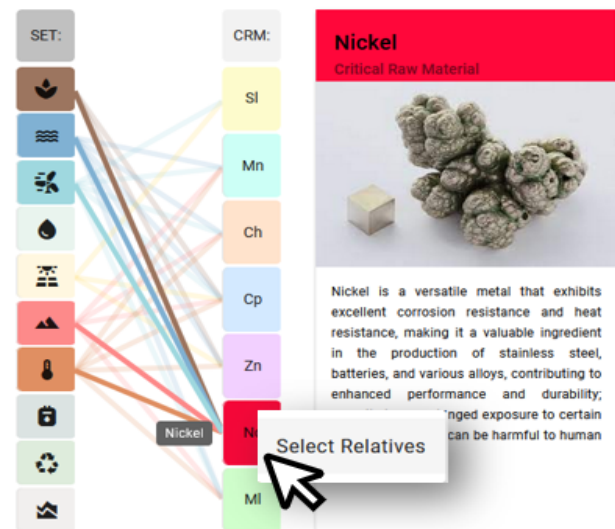 SET:
CRM:
Sl
Mn
Ch
Cp
Zn
Ml
Nickel
Select Relatives
Nickel
Critical Raw Material
Nickel is a versatile metal that exhibits
excellent corrosion resistance and heat
resistance, making it a valuable ingredient
in the production of stainless steel,
batteries, and various alloys, contributing to
enhanced performance and durability;
exposure to certain
can be harmful to human